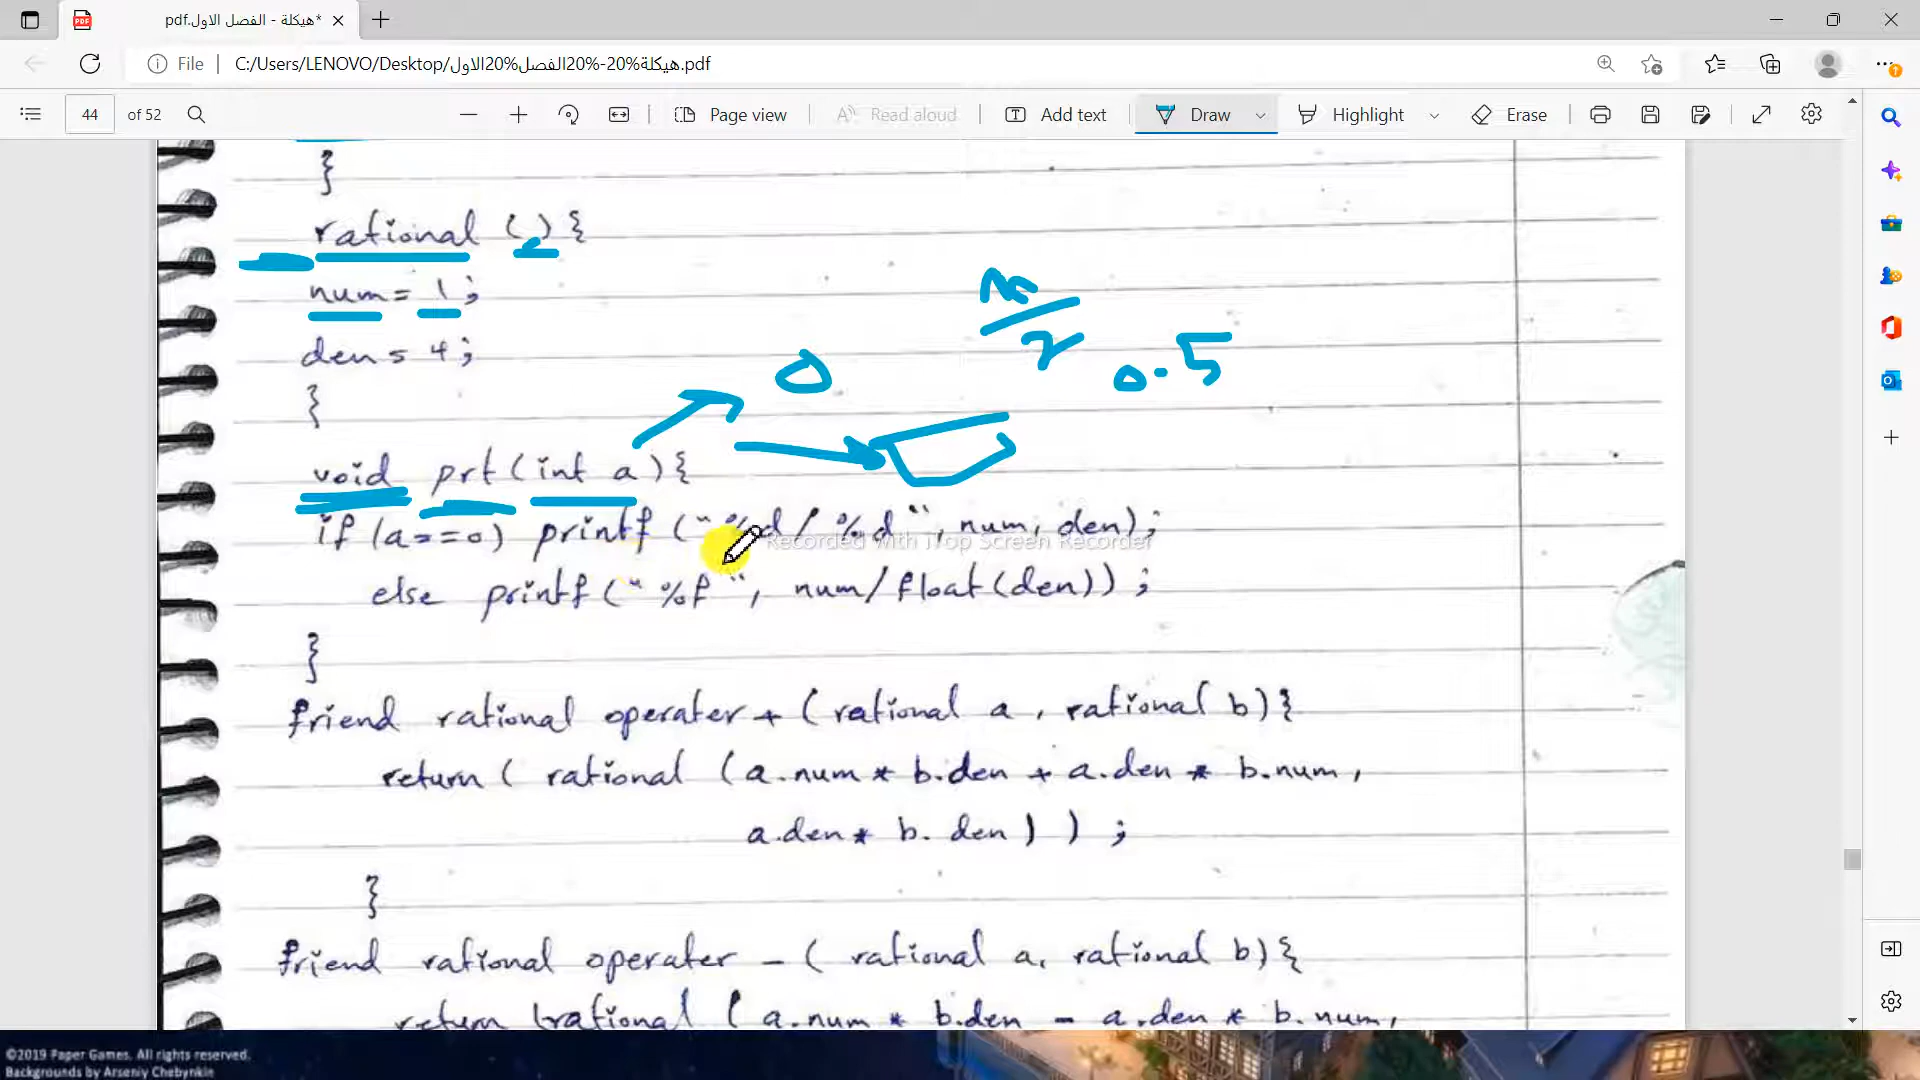 هيكلة - الفصل الاول.pdf*
File
C:/Users/LENOVO/Desktop/هيكلة%20-%20الفصل%20الاول.pdf
44 of 52
Page view
Read aloud
Add text
Draw
Highlight
Erase
}
rational ( ) {
num = 1 ;
den = 4 ;
}
2
0.5
0
void prt (int a) {
if (a==0) printf ("%d/%d", num, den);
Recorded with iTop Screen Recorder
else printf ("%f", num/float(den));
}
friend rational operater + (rational a, rational b) {
return ( rational (a.num * b.den + a.den * b.num,
a.den * b.den ) ) ;
}
friend rational operater - ( rational a, rational b) {
return (rational ( a.num * b.den - a.den * b.num,
©2019 Paper Games. All rights reserved.
Backgrounds by Arseniy Chebynkin